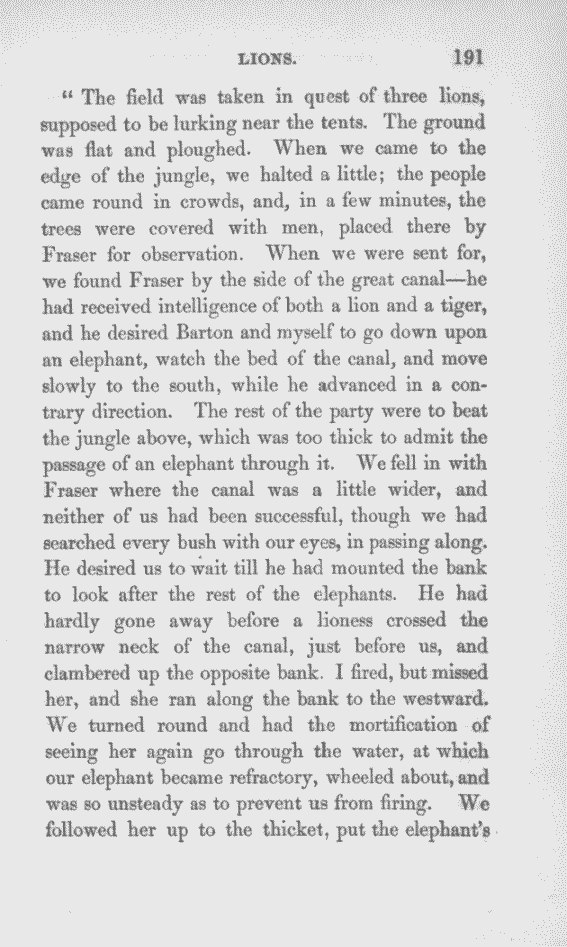 LIONS. 191
“ The field was taken in quest of three lions,
supposed to be lurking near the tents. The ground
was flat and ploughed. When we came to the
edge of the jungle, we halted a little; the people
came round in crowds, and, in a few minutes, the
trees were covered with men, placed there by
Fraser for observation. When we were sent for,
we found Fraser by the side of the great canal—he
had received intelligence of both a lion and a tiger,
and he desired Barton and myself to go down upon
an elephant, watch the bed of the canal, and move
slowly to the south, while he advanced in a con-
trary direction. The rest of the party were to beat
the jungle above, which was too thick to admit the
passage of an elephant through it. We fell in with
Fraser where the canal was a little wider, and
neither of us had been successful, though we had
searched every bush with our eyes, in passing along.
He desired us to wait till he had mounted the bank
to look after the rest of the elephants. He had
hardly gone away before a lioness crossed the
narrow neck of the canal, just before us, and
clambered up the opposite bank. I fired, but missed
her, and she ran along the bank to the westward.
We turned round and had the mortification of
seeing her again go through the water, at which
our elephant became refractory, wheeled about, and
was so unsteady as to prevent us from firing. We
followed her up to the thicket, put the elephant's